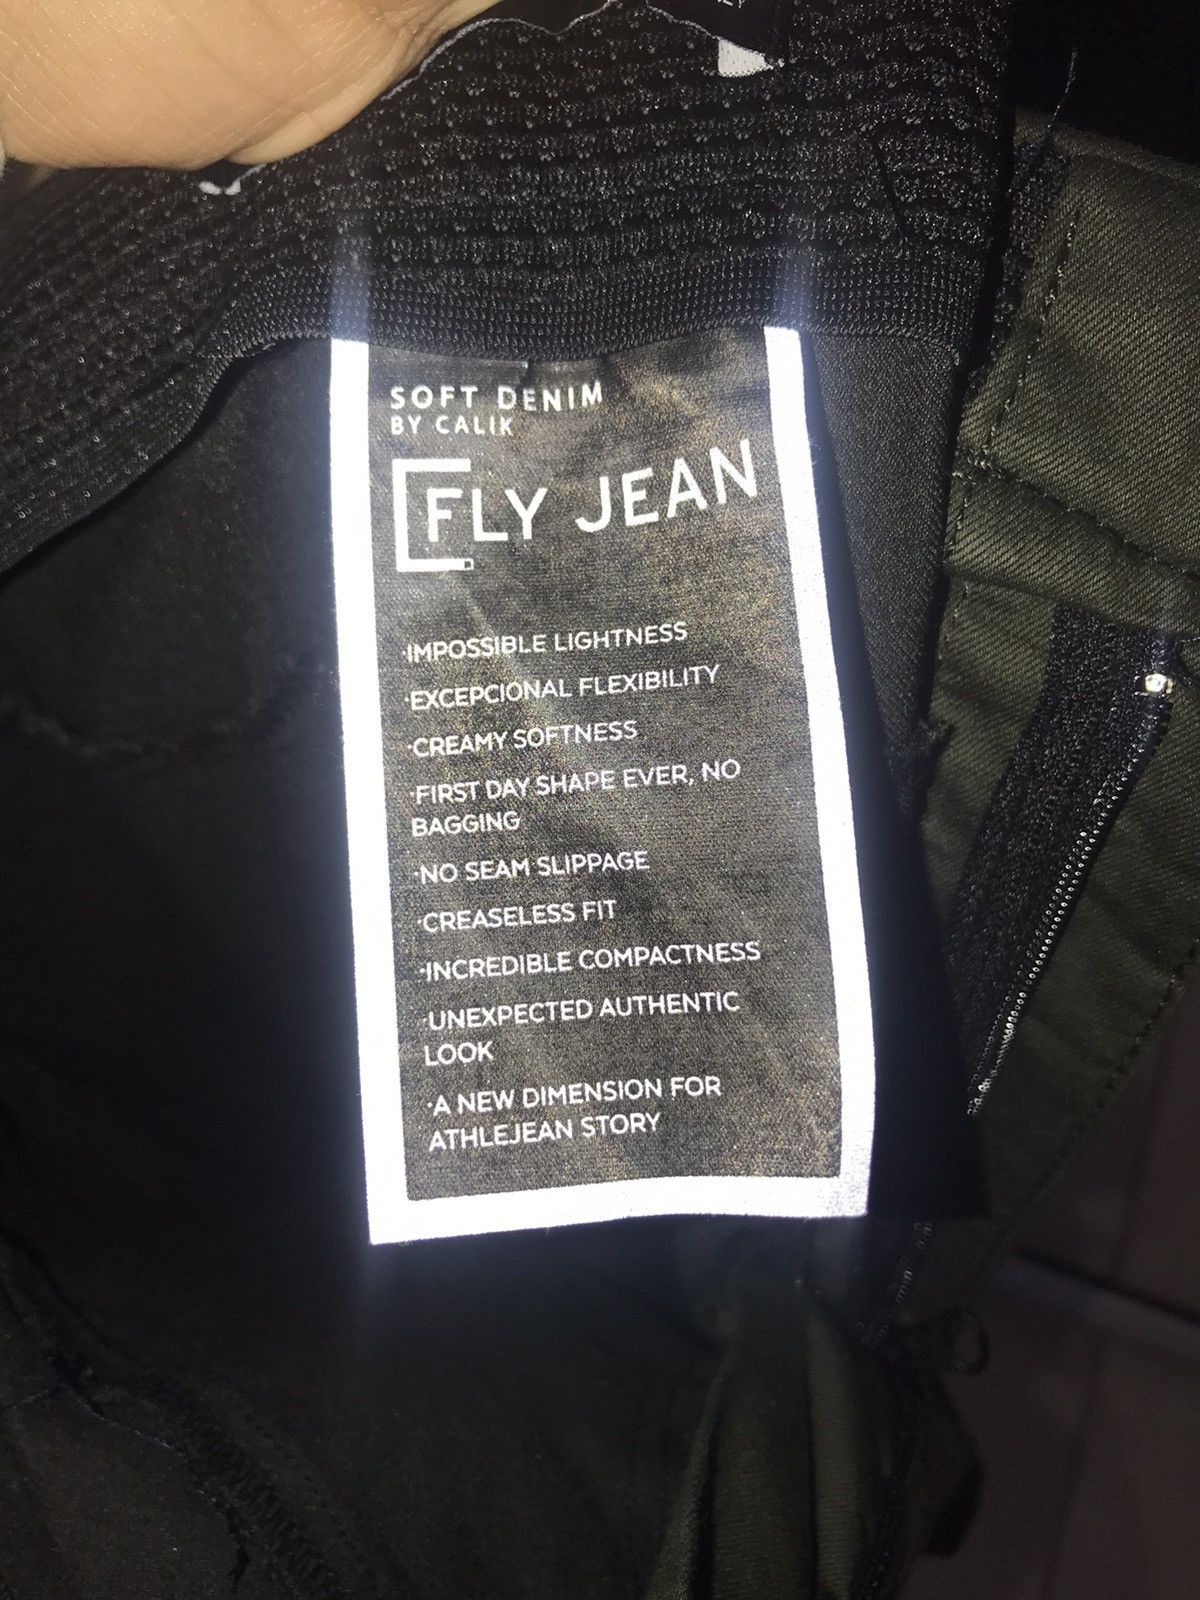 SOFT DENIM
BY CALIK
FLY JEAN
·IMPOSSIBLE LIGHTNESS
·EXCEPCIONAL FLEXIBILITY
·CREAMY SOFTNESS
·FIRST DAY SHAPE EVER, NO
BAGGING
·NO SEAM SLIPPAGE
·CREASELESS FIT
·INCREDIBLE COMPACTNESS
·UNEXPECTED AUTHENTIC
LOOK
·A NEW DIMENSION FOR
ATHLEJEAN STORY